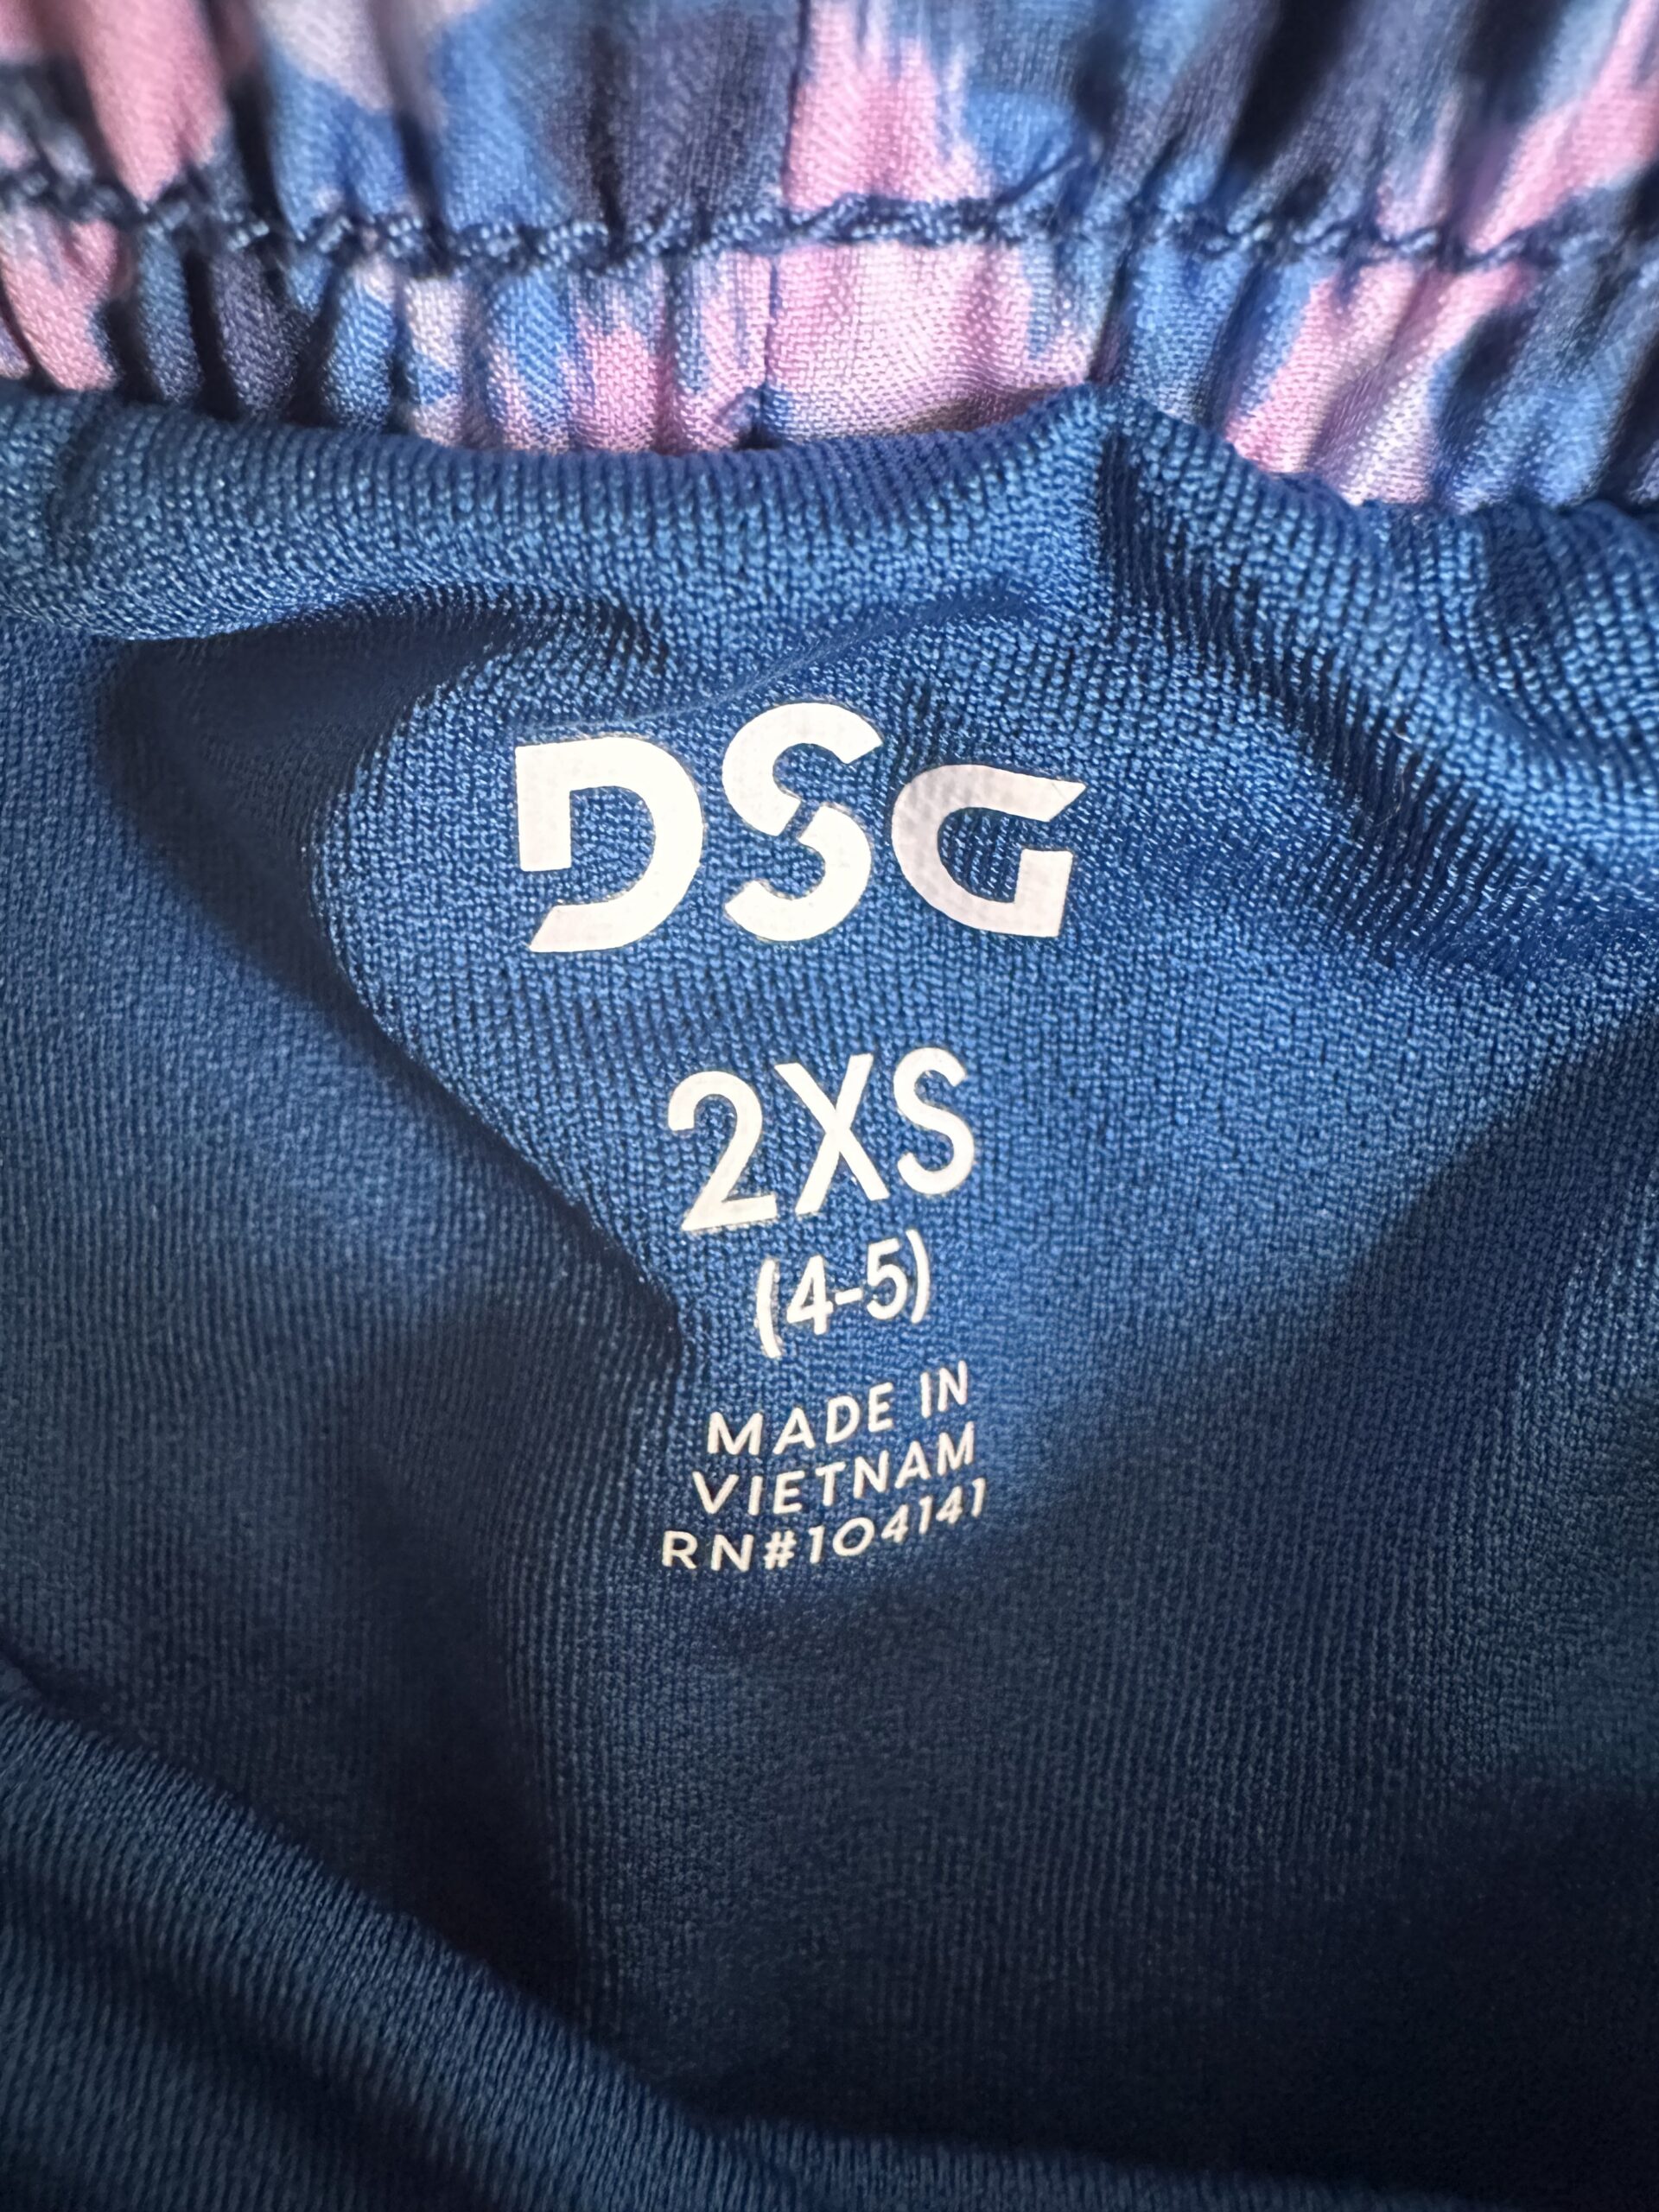 DSG
2XS
(4-5)
MADE IN
VIETNAM
RN#104141